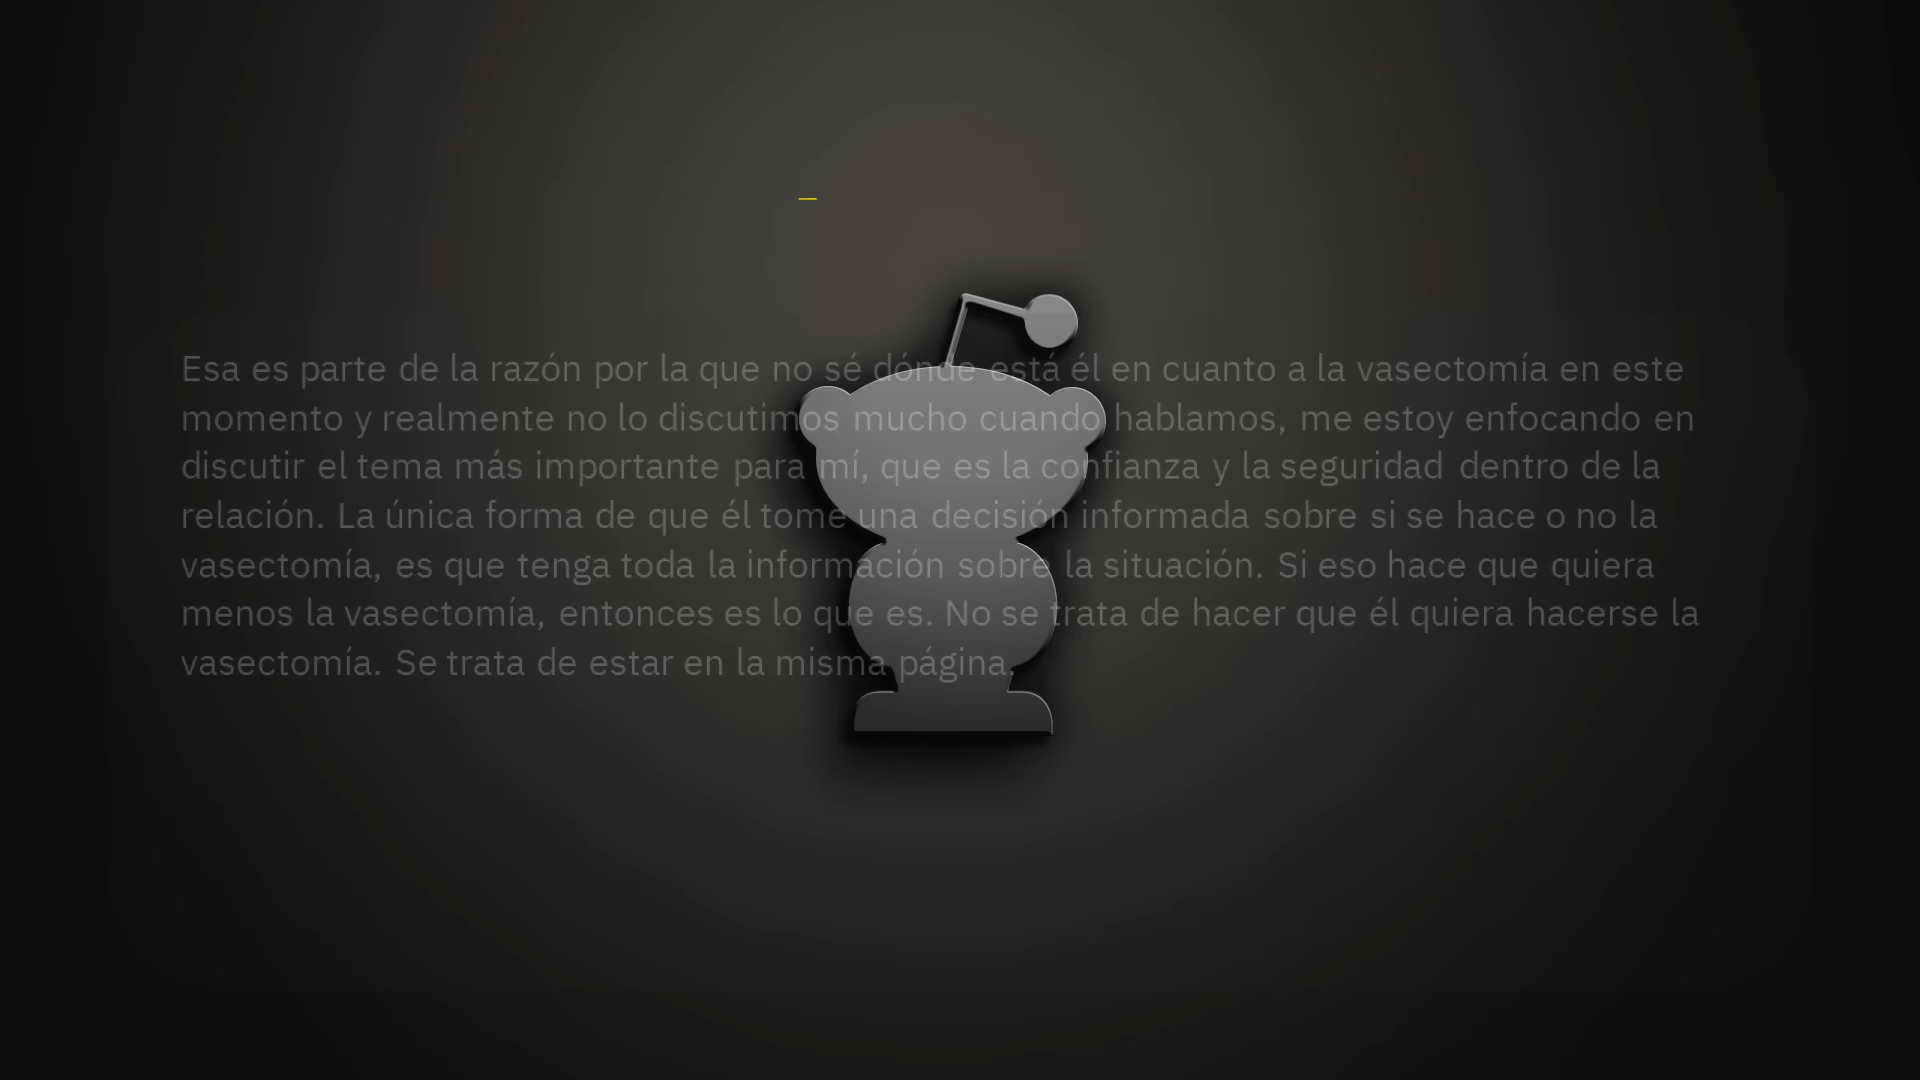 Esa es parte de la razón por la que no sé dónde está él en cuanto a la vasectomía en este
momento y realmente no lo discutimos mucho cuando hablamos, me estoy enfocando en
discutir el tema más importante para mí, que es la confianza y la seguridad dentro de la
relación. La única forma de que él tome una decisión informada sobre si se hace o no la
vasectomía, es que tenga toda la información sobre la situación. Si eso hace que quiera
menos la vasectomía, entonces es lo que es. No se trata de hacer que él quiera hacerse la
vasectomía. Se trata de estar en la misma página.